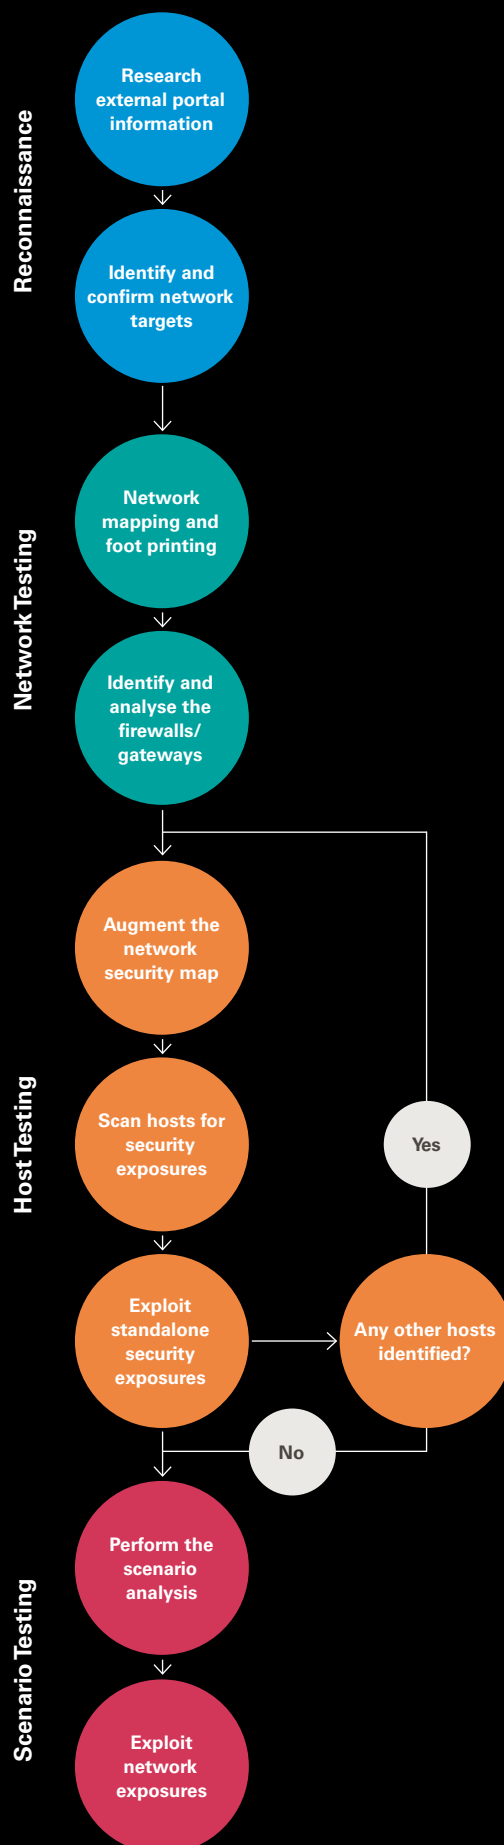 Reconnaissance
Research
external portal
information
Identify and
confirm network
targets
Network Testing
Network
mapping and
foot printing
Identify and
analyse the
firewalls/
gateways
Host Testing
Augment the
network
security map
Scan hosts for
security
exposures
Yes
Exploit
standalone
security
exposures
Any other hosts
identified?
No
Scenario Testing
Perform the
scenario
analysis
Exploit
network
exposures